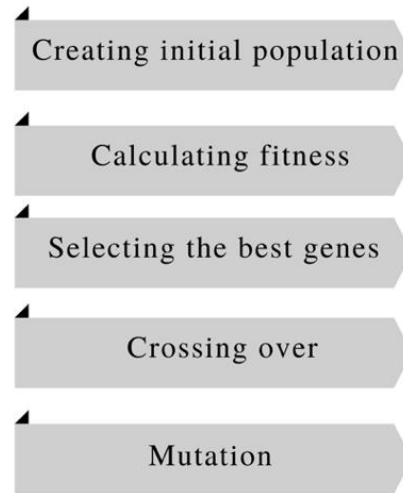 Creating initial population
Calculating fitness
Selecting the best genes
Crossing over
Mutation